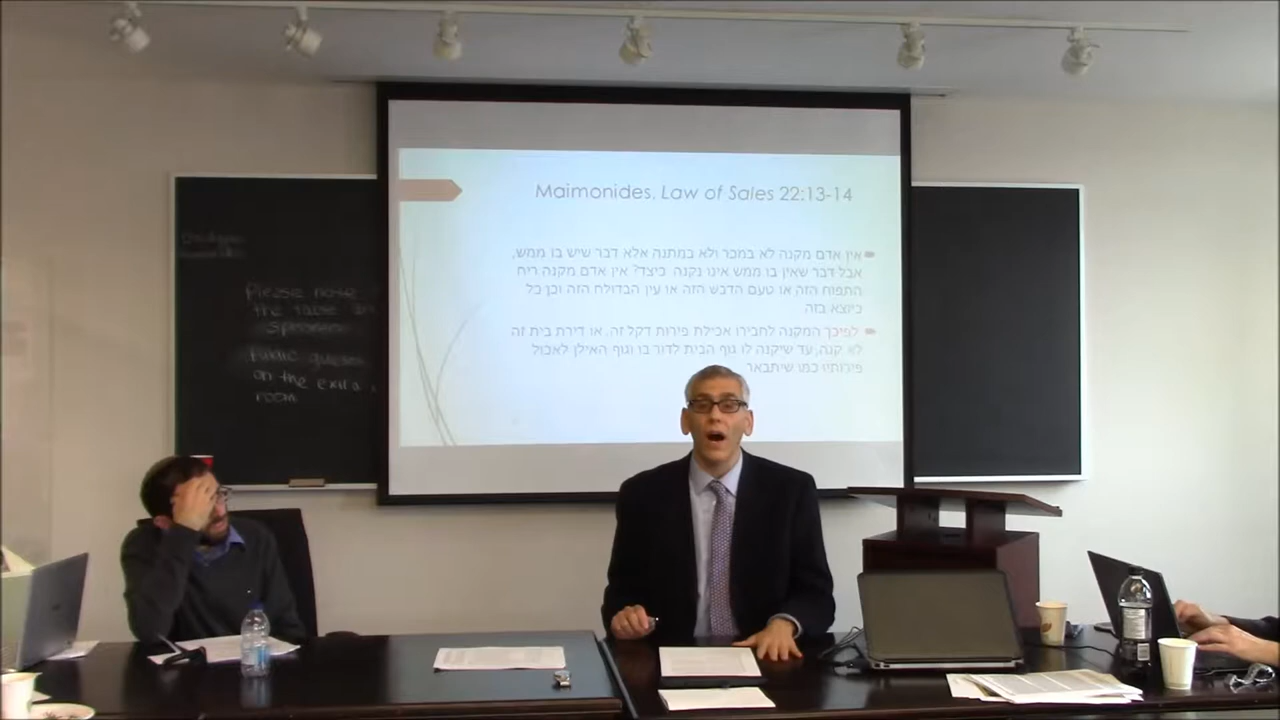 Maimonides, Law of Sales 22:13-14
אין אדם מקנה לא במכר ולא במתנה אלא דבר שיש בו ממש,
אבל דבר שאין בו ממש אינו נקנה כיצד? אין אדם מקנה ריח
התפוח הזה או טעם הדבש הזה או עין הבדולח הזה וכן כל
כיוצא בזה
לפיכך המקנה לחבירו אכילת פירות דקל זה, או דירת בית זה
לא קנה, עד שיקנה לו גוף הבית לדור בו וגוף האילן לאכול
פירותיו כמו שיתבאר
Please note
the table
Public guests
on the extra
room